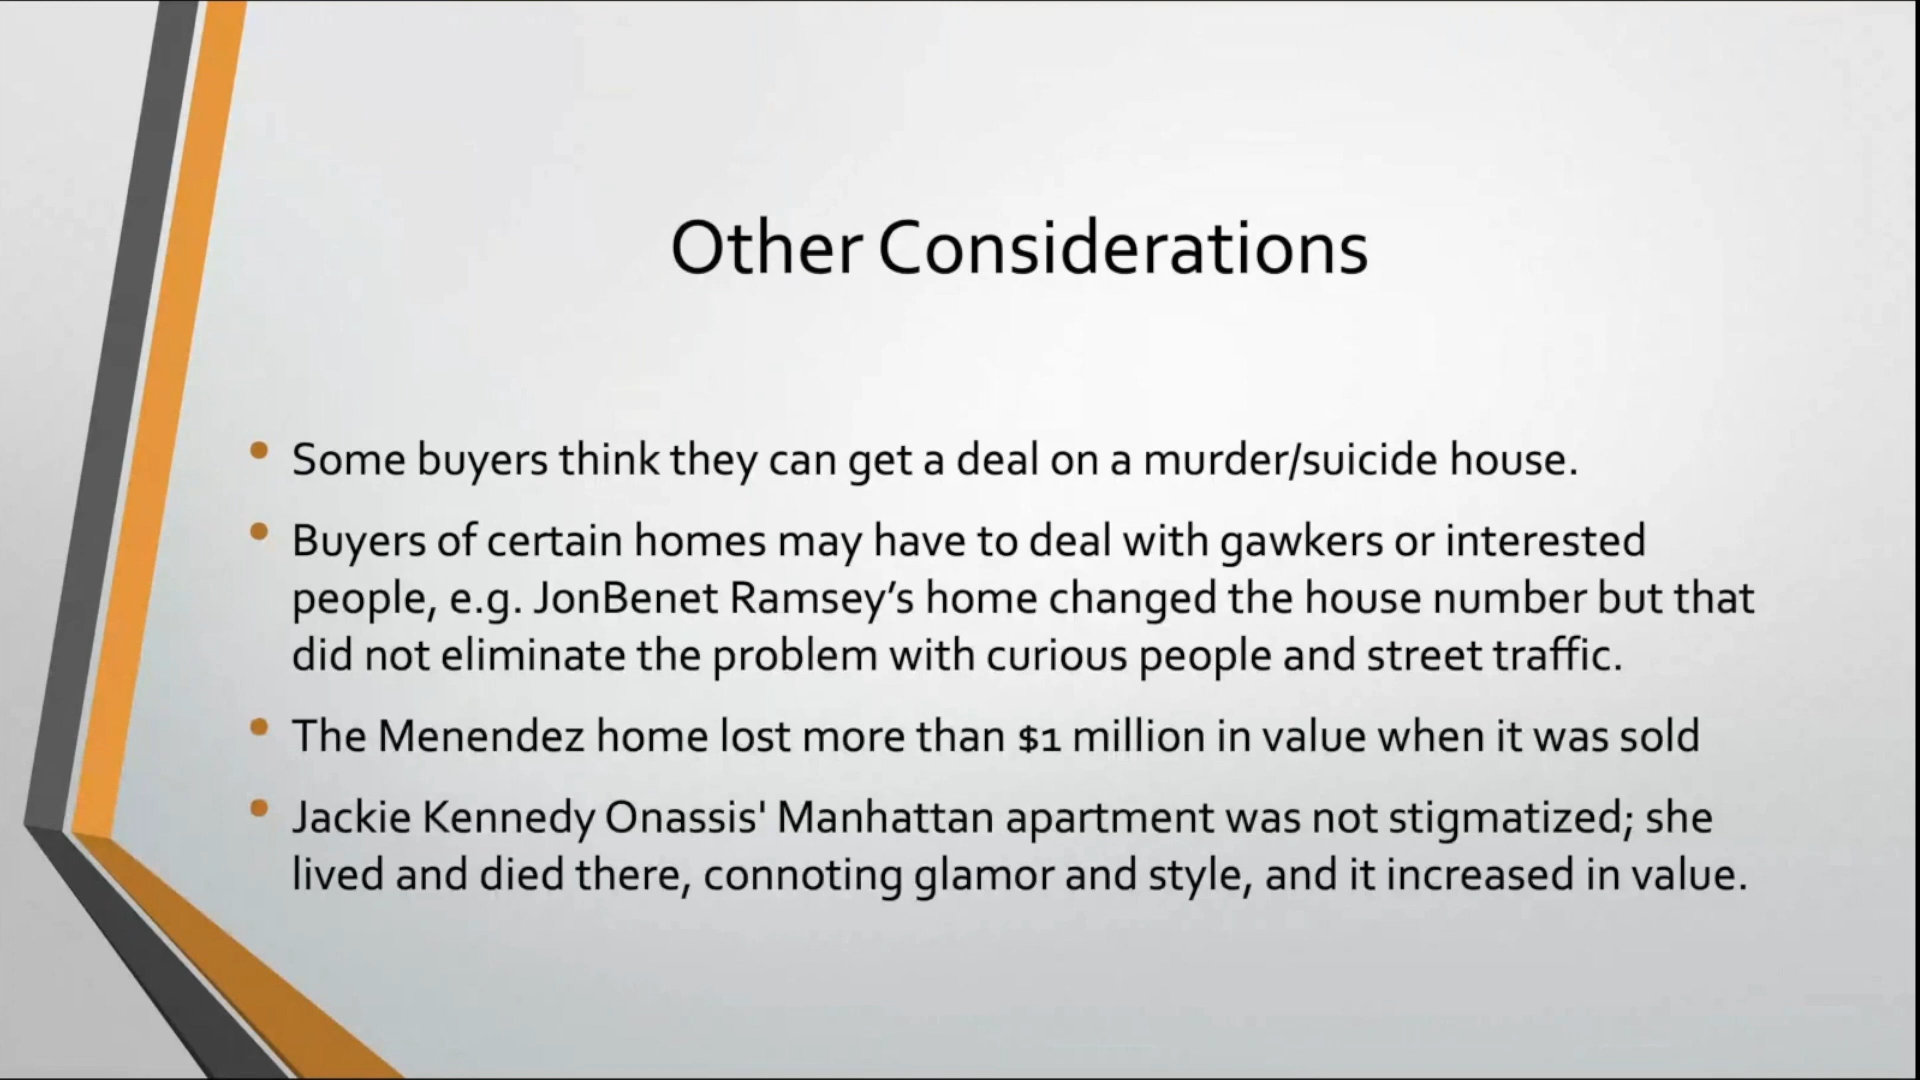 Other Considerations
• Some buyers think they can get a deal on a murder/suicide house.
• Buyers of certain homes may have to deal with gawkers or interested
people, e.g. JonBenet Ramsey’s home changed the house number but that
did not eliminate the problem with curious people and street traffic.
• The Menendez home lost more than $1 million in value when it was sold
• Jackie Kennedy Onassis' Manhattan apartment was not stigmatized; she
lived and died there, connoting glamor and style, and it increased in value.